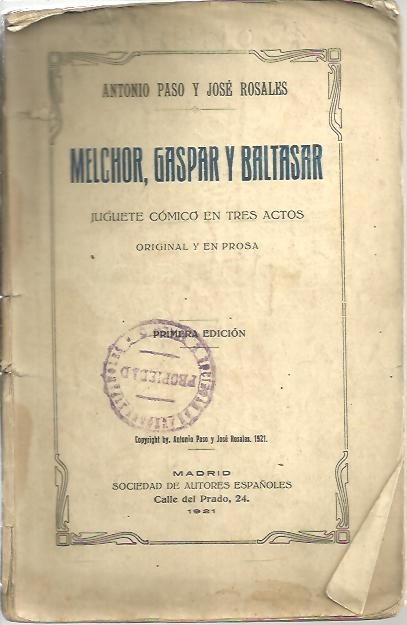 ANTONIO PASO Y JOSÉ ROSALES
MELCHOR, GASPAR Y BALTASAR
JUGUETE CÓMICO EN TRES ACTOS
ORIGINAL Y EN PROSA
PRIMERA EDICIÓN
PROPIEDAD
Copyright by. Antonio Paso y José Rosales. 1921.
MADRID
SOCIEDAD DE AUTORES ESPAÑOLES
Calle del Prado, 24.
1921